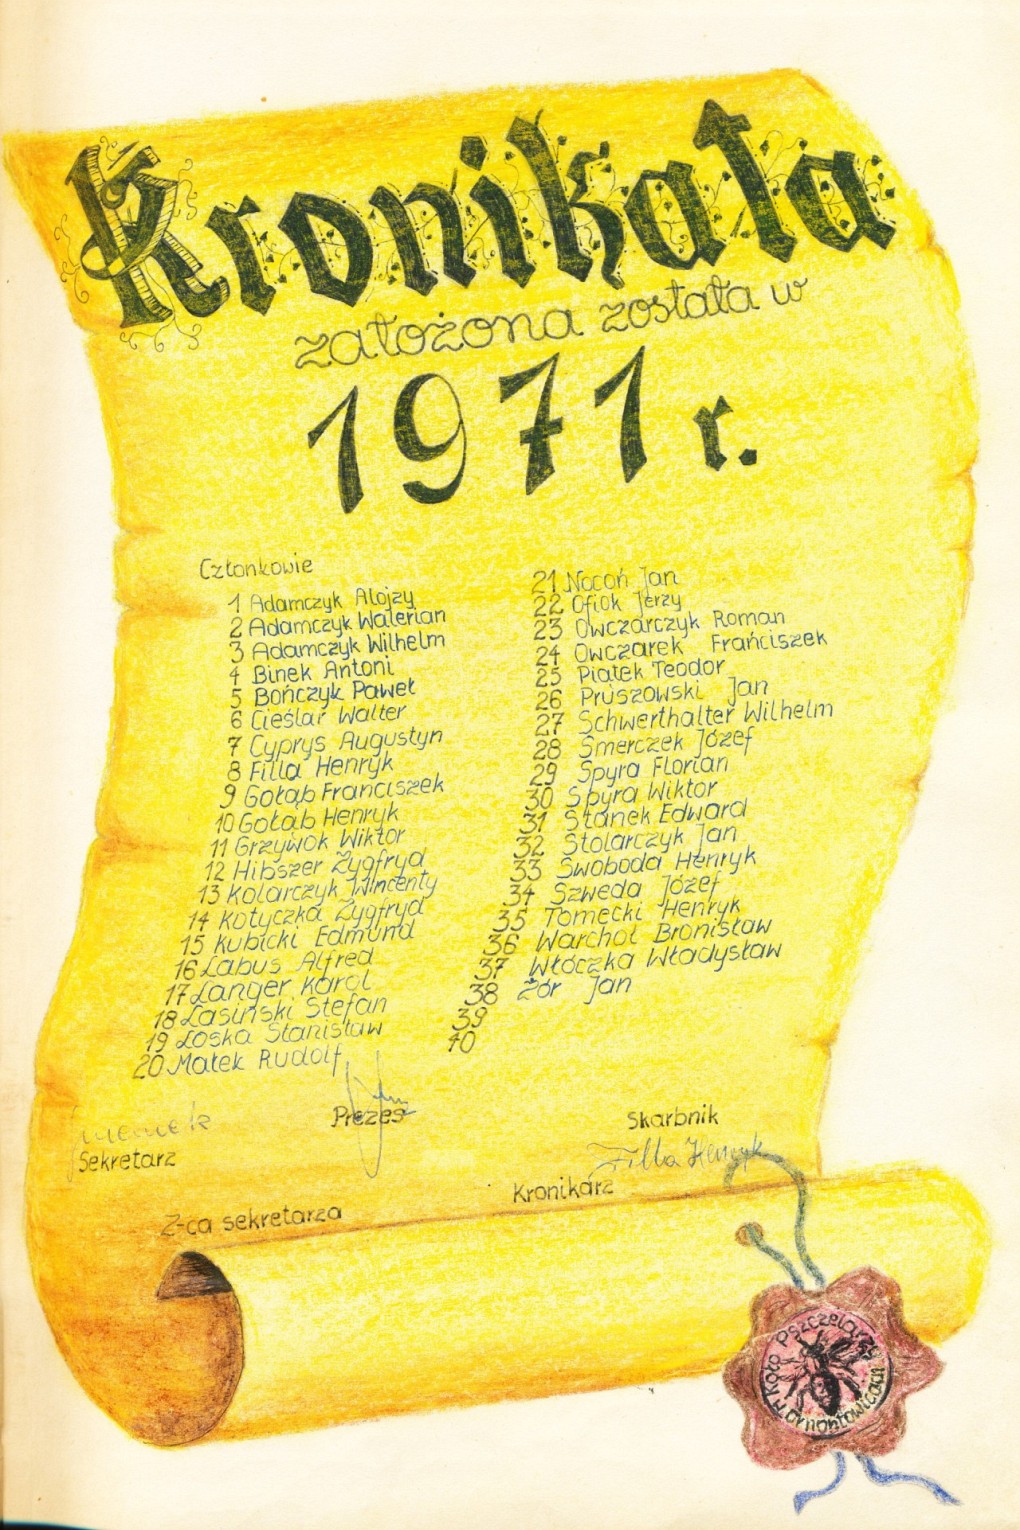 Kronikała
założona została w
1971 r.
Członkowie
1 Adamczyk Alojzy
2 Adamczyk Walerian
3 Adamczyk Wilhelm
4 Binek Antoni
5 Bończyk Paweł
6 Cieślar Walter
7 Cyprys Augustyn
8 Filla Henryk
9 Gołąb Franciszek
10 Gołąb Henryk
11 Grzywok Wiktor
12 Hibszer Zygfryd
13 Kolarczyk Wincenty
14 Kotyczka Zygfryd
15 Kubicki Edmund
16 Labus Alfred
17 Langer Karol
18 Lasiński Stefan
19 Loska Stanisław
20 Małek Rudolf
21 Nocoń Jan
22 Ofiok Jerzy
23 Owczarczyk Roman
24 Owczarek Frańciszek
25 Piątek Teodor
26 Pruszowski Jan
27 Schwerthalter Wilhelm
28 Smerczek Józef
29 Spyra Florian
30 Spyra Wiktor
31 Stanek Edward
32 Stolarczyk Jan
33 Swoboda Henryk
34 Szweda Józef
35 Tomecki Henryk
36 Warchoł Bronisław
37 Włóczka Władysław
38 Żór Jan
39
40
Prezes
Skarbnik
Sekretarz
Filla Henryk
Kronikarz
Z-ca sekretarza
Koło Pszczelarzy
w Ornontowicach